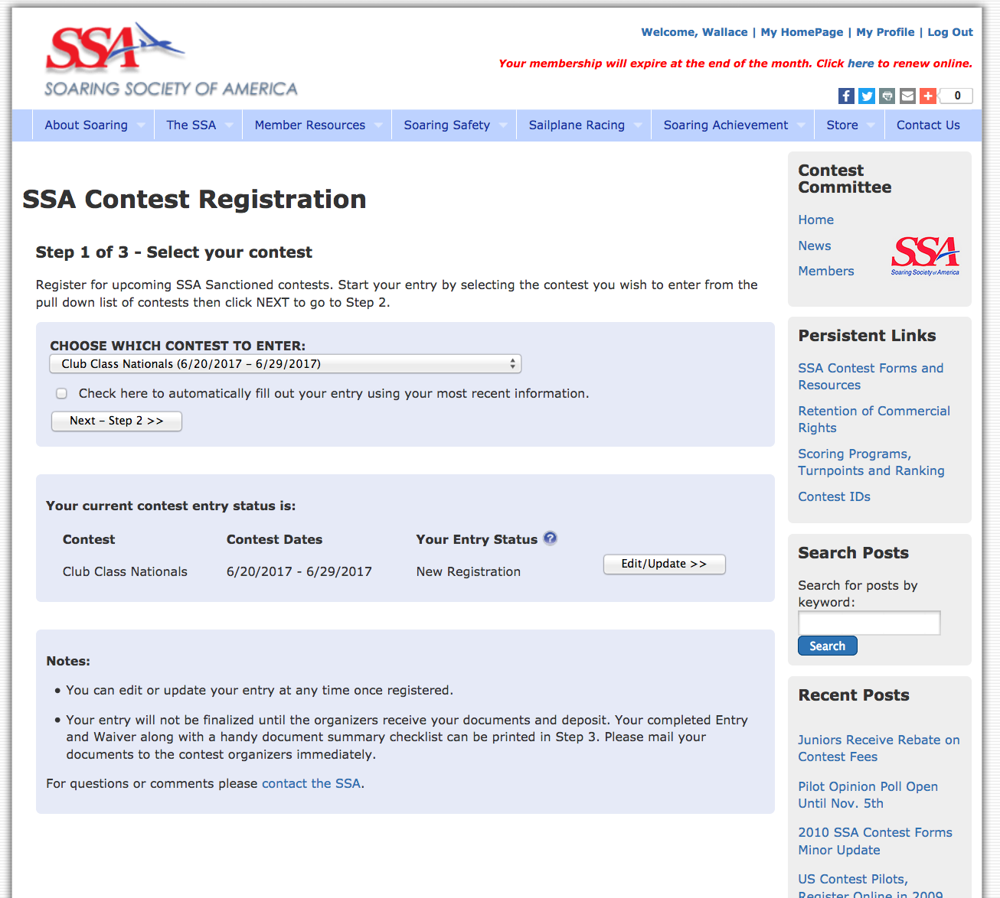 SSA
SOARING SOCIETY OF AMERICA
Welcome, Wallace | My HomePage | My Profile | Log Out
Your membership will expire at the end of the month. Click here to renew online.
0
About Soaring The SSA Member Resources Soaring Safety Sailplane Racing Soaring Achievement Store Contact Us
SSA Contest Registration
Step 1 of 3 - Select your contest
Register for upcoming SSA Sanctioned contests. Start your entry by selecting the contest you wish to enter from the
pull down list of contests then click NEXT to go to Step 2.
CHOOSE WHICH CONTEST TO ENTER:
Club Class Nationals (6/20/2017 – 6/29/2017)
Check here to automatically fill out your entry using your most recent information.
Next – Step 2 >>
Your current contest entry status is:
Contest Contest Dates Your Entry Status ?
Club Class Nationals 6/20/2017 - 6/29/2017 New Registration Edit/Update >>
Notes:
• You can edit or update your entry at any time once registered.
• Your entry will not be finalized until the organizers receive your documents and deposit. Your completed Entry
and Waiver along with a handy document summary checklist can be printed in Step 3. Please mail your
documents to the contest organizers immediately.
For questions or comments please contact the SSA.
Contest
Committee
Home
News
Members
SSA
Soaring Society of America
Persistent Links
SSA Contest Forms and
Resources
Retention of Commercial
Rights
Scoring Programs,
Turnpoints and Ranking
Contest IDs
Search Posts
Search for posts by
keyword:
Search
Recent Posts
Juniors Receive Rebate on
Contest Fees
Pilot Opinion Poll Open
Until Nov. 5th
2010 SSA Contest Forms
Minor Update
US Contest Pilots,
Register Online in 2009